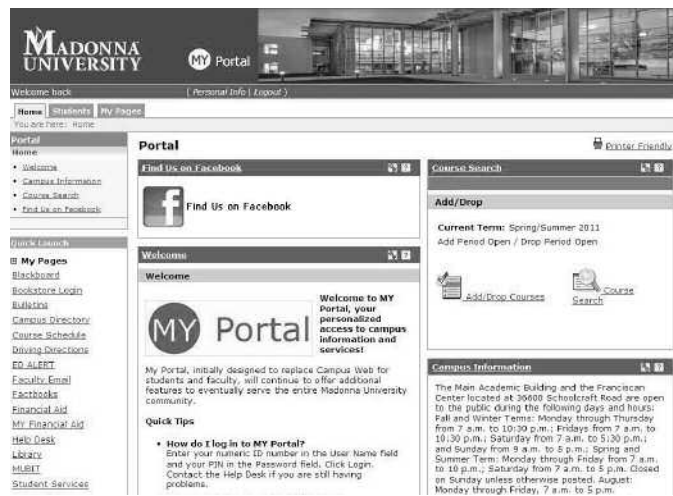 MADONNA
UNIVERSITY
MY Portal
Welcome back
( Personal Info | Logout )
Home Students My Pages
You are here: Home
Portal
Home
• Welcome
• Campus Information
• Course Search
• Find Us on Facebook
Quick Launch
My Pages
Blackboard
Bookstore Login
Bulletins
Campus Directory
Course Schedule
Driving Directions
ED ALERT
Faculty Email
Factbooks
Financial Aid
MY Financial Aid
Help Desk
Library
MUBIT
Student Services
Portal
Printer Friendly
Find Us on Facebook
f
Find Us on Facebook
Welcome
Welcome
MY Portal
Welcome to MY
Portal, your
personalized
access to campus
information and
services!
My Portal, initially designed to replace Campus Web for
students and faculty, will continue to offer additional
features to eventually serve the entire Madonna University
community.
Quick Tips
• How do I log in to MY Portal?
Enter your numeric ID number in the User Name field
and your PIN in the Password field. Click Login.
Contact the Help Desk if you are still having
problems.
Course Search
Add/Drop
Current Term: Spring/Summer 2011
Add Period Open / Drop Period Open
Add/Drop Courses
Course
Search
Campus Information
The Main Academic Building and the Franciscan
Center located at 36600 Schoolcraft Road are open
to the public during the following days and hours:
Fall and Winter Terms: Monday through Thursday
from 7 a.m. to 10:30 p.m.; Fridays from 7 a.m. to
10:30 p.m.; Saturday from 7 a.m. to 5:30 p.m.;
and Sunday from 9 a.m. to 5 p.m.; Spring and
Summer Term: Monday through Friday from 7 a.m.
to 10 p.m.; Saturday from 7 a.m. to 5 p.m. Closed
on Sunday unless otherwise posted. August:
Monday through Friday, 7 a.m. to 5 p.m.